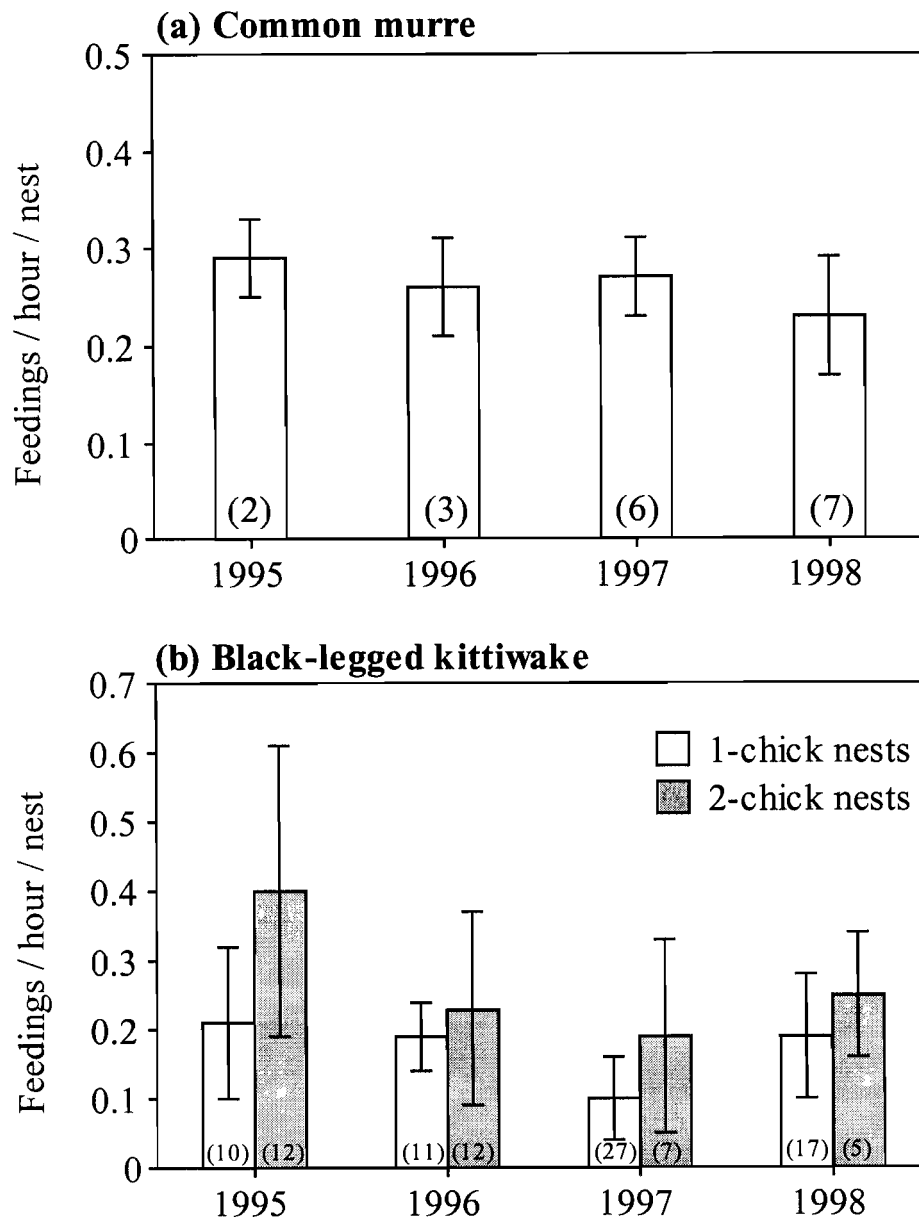 (a) Common murre
0.5
0.4
0.3
0.2
0.1
0
Feedings / hour / nest
(2) (3) (6) (7)
1995 1996 1997 1998
(b) Black-legged kittiwake
0.7
0.6
0.5
0.4
0.3
0.2
0.1
0
Feedings / hour / nest
1-chick nests
2-chick nests
(10) (12) (11) (12) (27) (7) (17) (5)
1995 1996 1997 1998